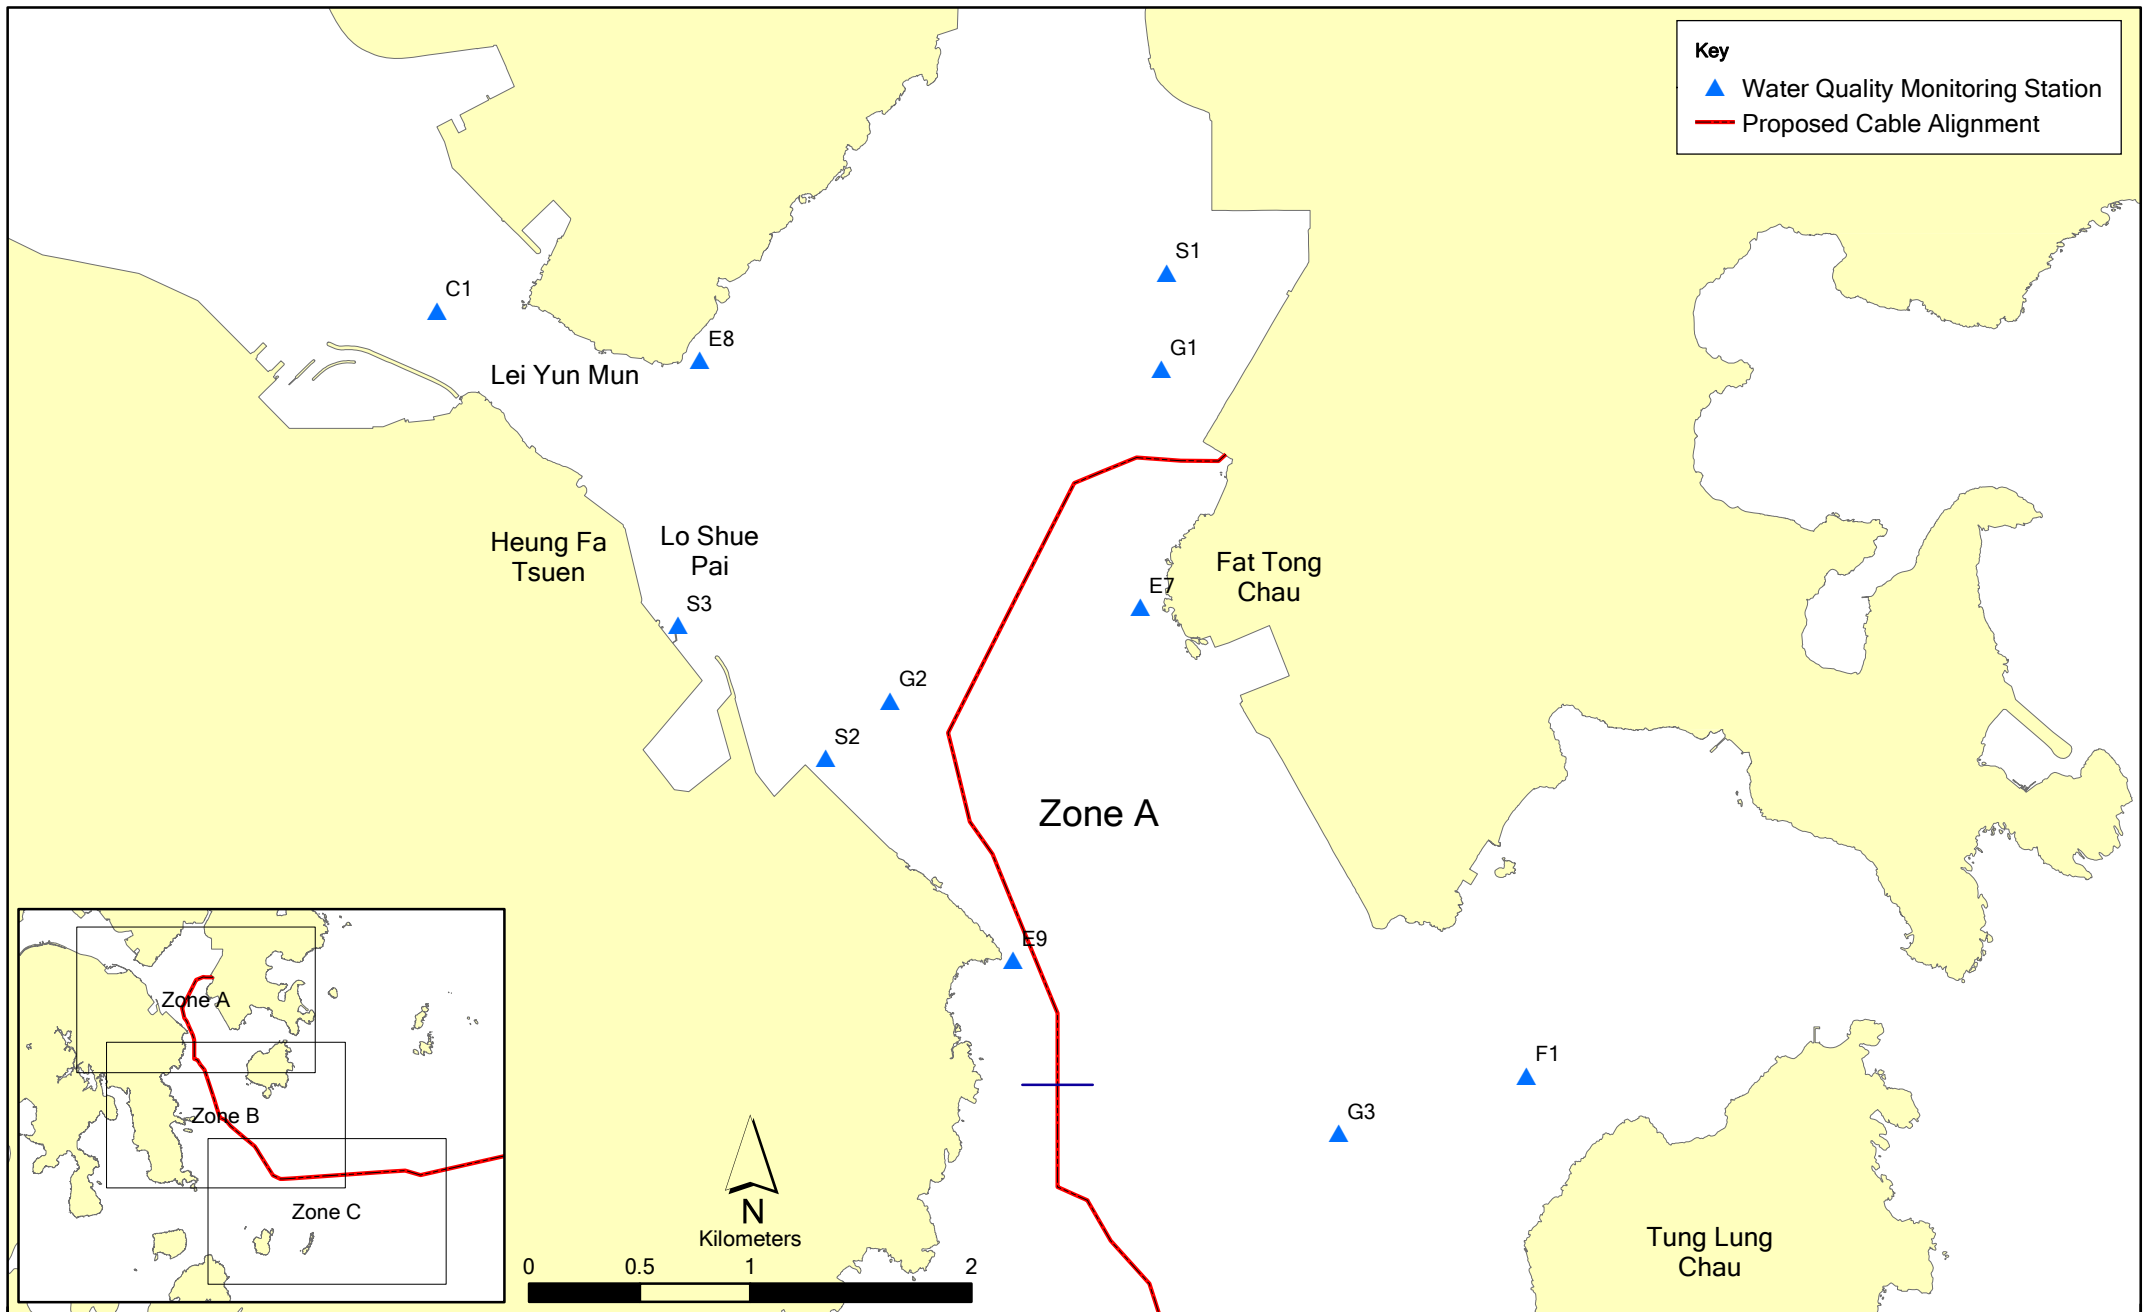 Key
Water Quality Monitoring Station
Proposed Cable Alignment
S1
C1
E8
G1
Lei Yun Mun
Heung Fa
Tsuen
Lo Shue
Pai
Fat Tong
Chau
E7
S3
G2
S2
Zone A
E9
F1
G3
Tung Lung
Chau
Zone A
Zone B
Zone C
N
Kilometers
0 0.5 1 2